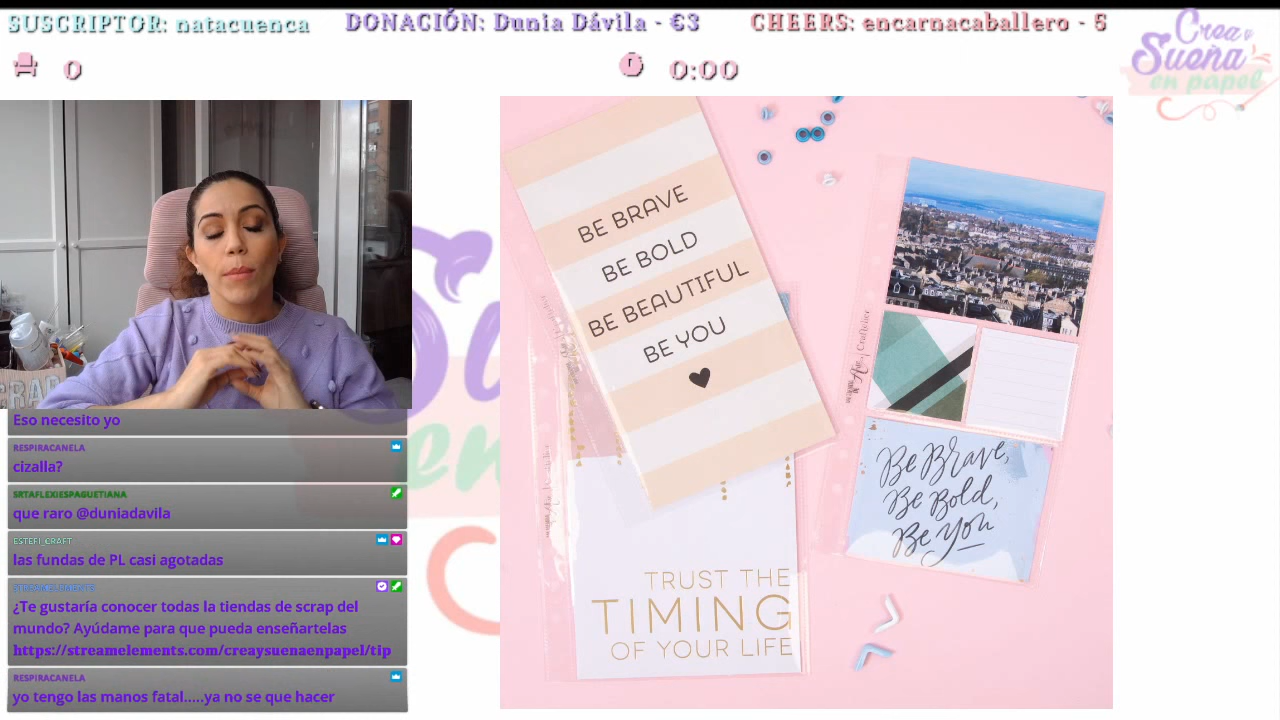 SUSCRIPTOR: natacuenca
DONACIÓN: Dunia Dávila - €3
CHEERS: encarnacaballero - 5
Crea y
Sueña
en papel
0
0:00
BE BRAVE
BE BOLD
BE BEAUTIFUL
BE YOU
TRUST THE
TIMING
OF YOUR LIFE
Be Brave,
Be Bold,
Be You
Eso necesito yo
RESPIRACANELA
cizalla?
SRTAFLEXIESPAGUETIANA
que raro @duniadavila
ESTEFI_CRAFT
las fundas de PL casi agotadas
STREAMELEMENTS
¿Te gustaría conocer todas la tiendas de scrap del
mundo? Ayúdame para que pueda enseñartelas
https://streamelements.com/creaysuenaenpapel/tip
RESPIRACANELA
yo tengo las manos fatal.....ya no se que hacer